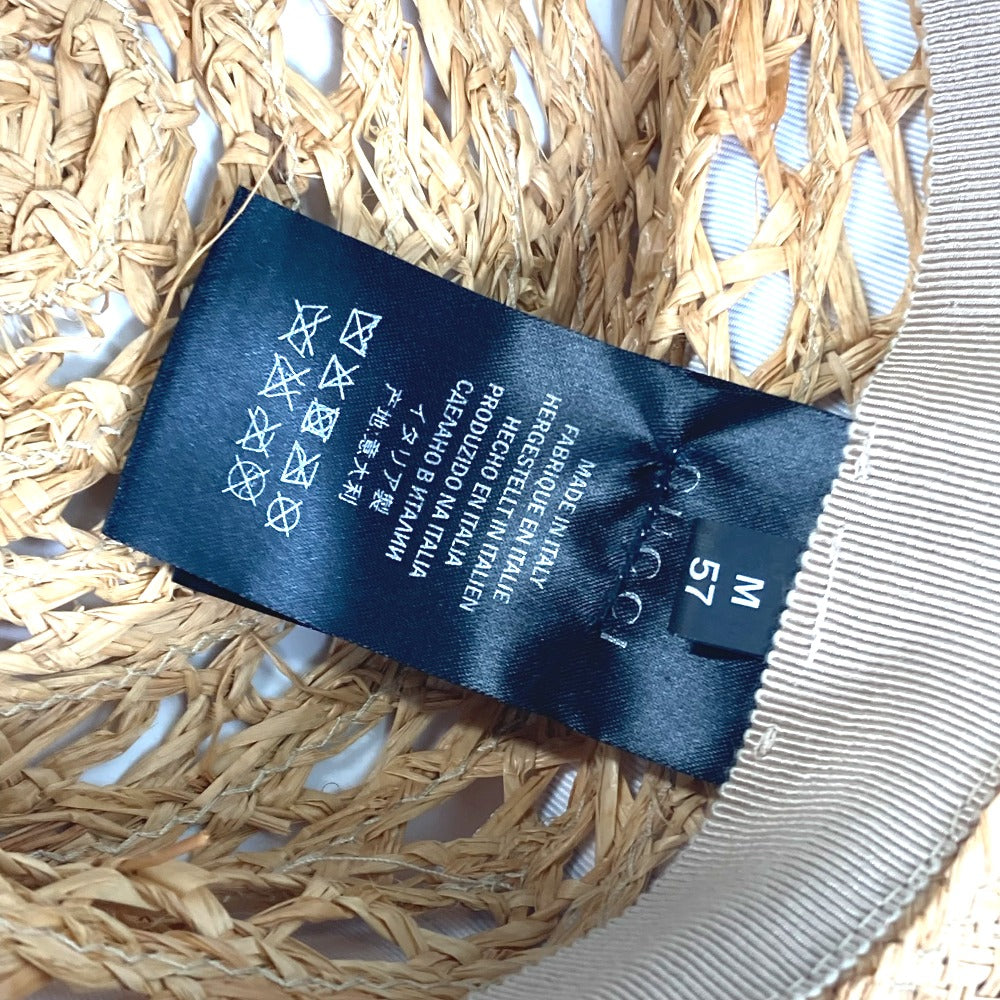 M
57
GUCCI
MADE IN ITALY
FABRIQUE EN ITALIE
HERGESTELLT IN ITALIEN
HECHO EN ITALIA
PRODUZIDO NA ITALIA
СДЕЛАНО В ИТАЛИИ
イタリア製
产地:意大利